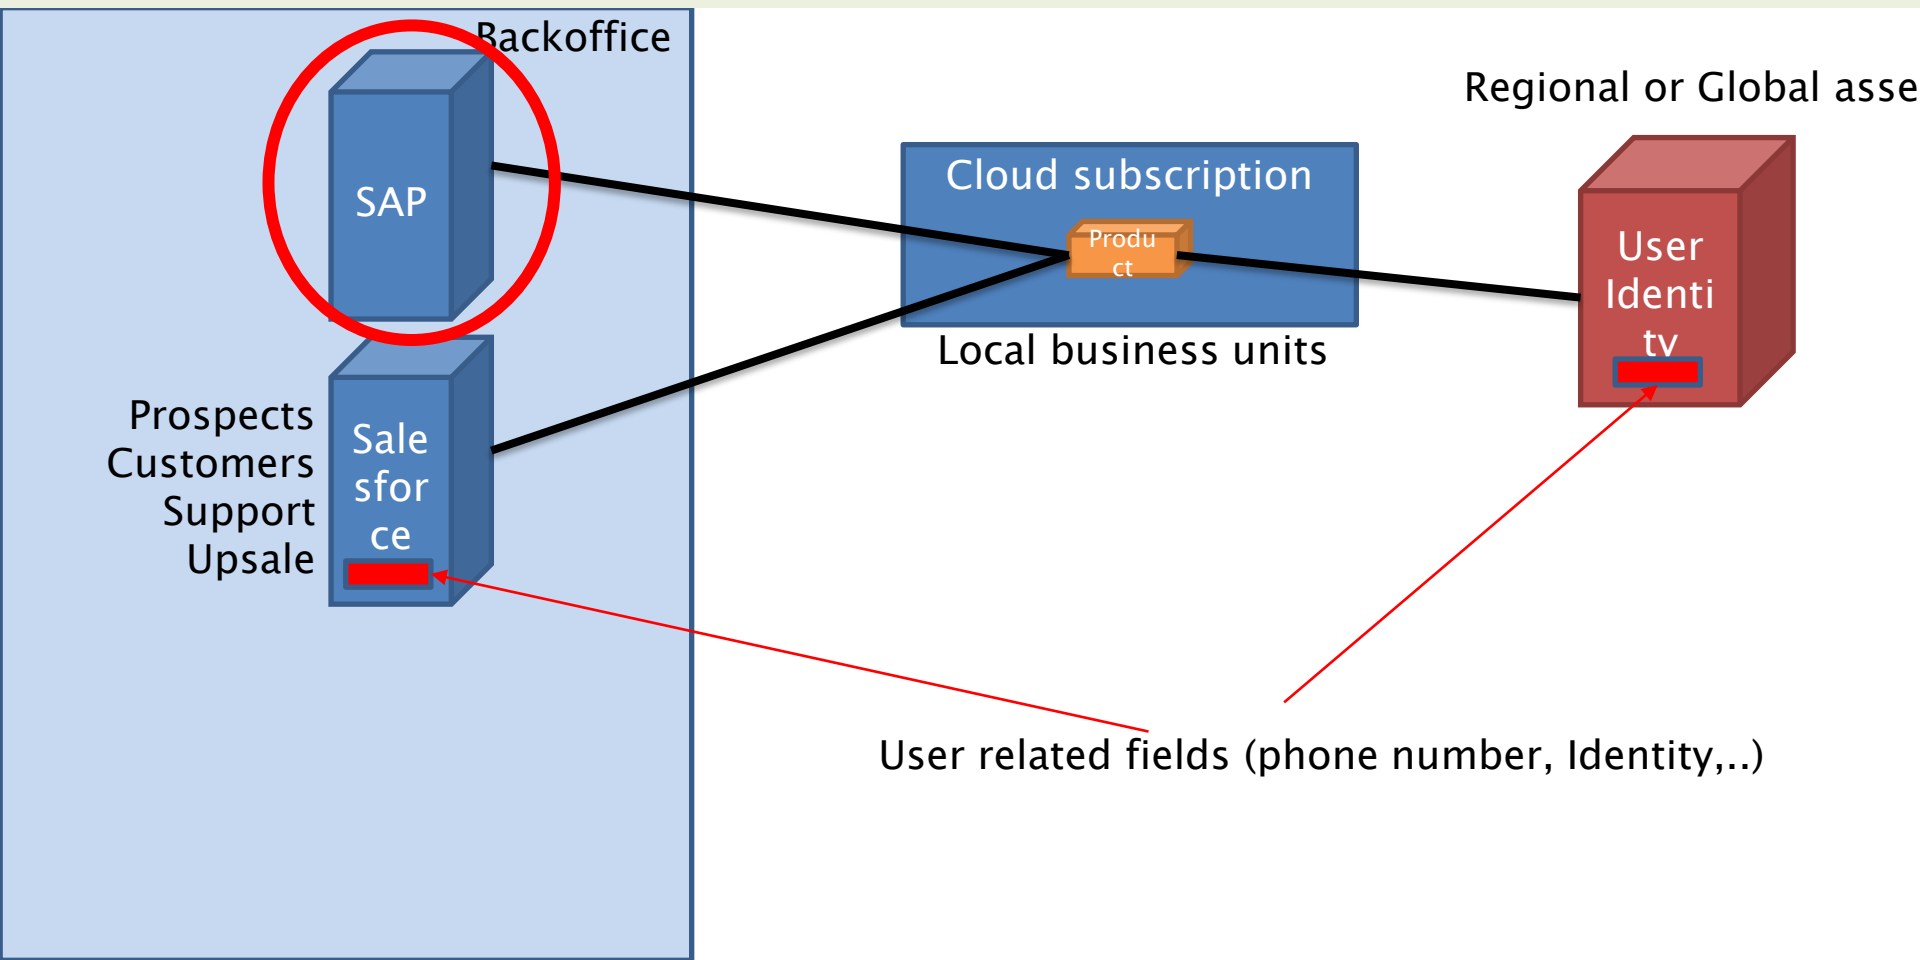 Backoffice
SAP
Prospects
Customers
Support
Upsale
Sale
sfor
ce
Cloud subscription
Produ
ct
Local business units
Regional or Global asse
User
Identi
ty
User related fields (phone number, Identity,..)